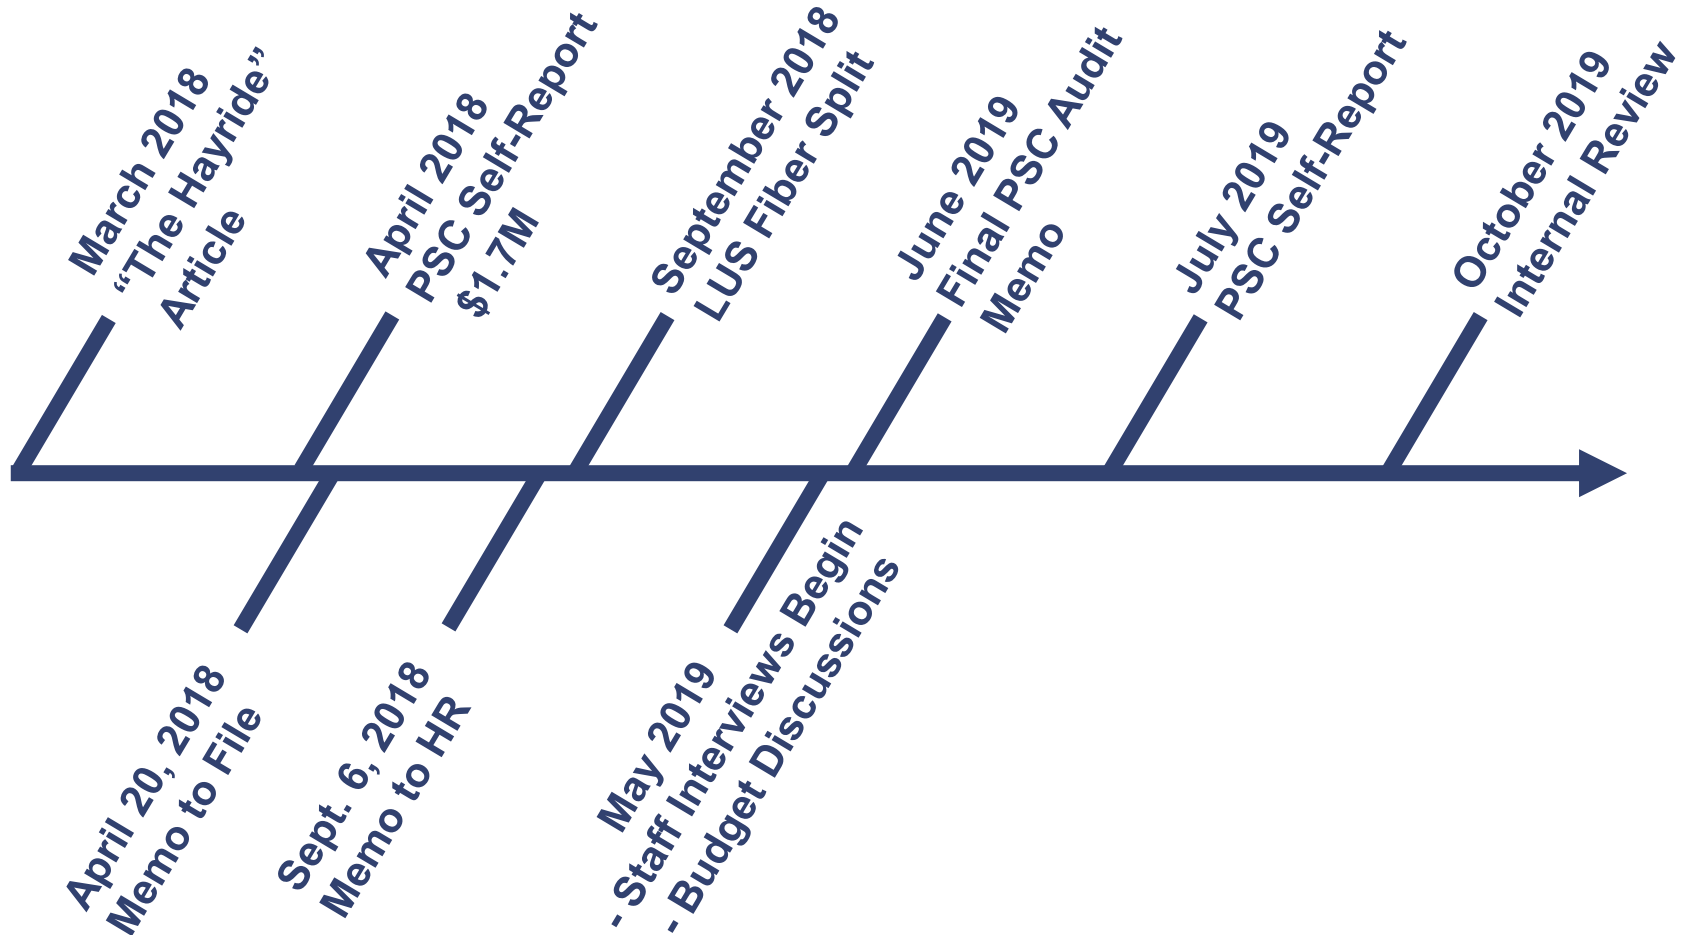 March 2018
“The Hayride”
Article
April 2018
PSC Self-Report
$1.7M
September 2018
LUS Fiber Split
June 2019
Final PSC Audit
Memo
July 2019
PSC Self-Report
October 2019
Internal Review
April 20, 2018
Memo to File
Sept. 6, 2018
Memo to HR
May 2019
- Staff Interviews Begin
- Budget Discussions